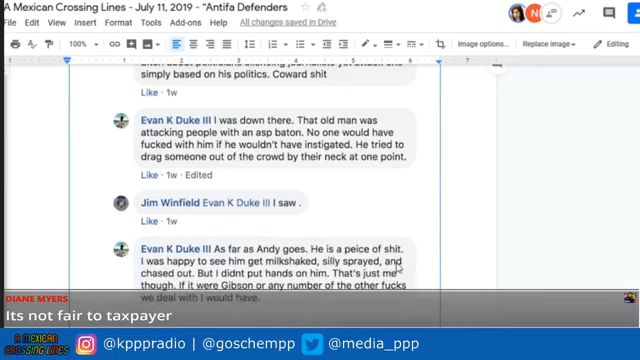 A Mexican Crossing Lines - July 11, 2019 - "Antifa Defenders
File Edit View Insert Format Tools Add-ons Help All changes saved in Drive
Image options... Replace image Editing
simply based on his politics. Coward shit
Like · 1w
Evan K Duke III I was down there. That old man was
attacking people with an asp baton. No one would have
fucked with him if he wouldn't have instigated. He tried to
drag someone out of the crowd by their neck at one point.
Like · 1w · Edited
Jim Winfield Evan K Duke III I saw .
Like · 1w
Evan K Duke III As far as Andy goes. He is a peice of shit.
I was happy to see him get milkshaked, silly sprayed, and
chased out. But I didnt put hands on him. That's just me
though. If it were Gibson or any number of the other fucks
we deal with I would have.
DIANE MYERS
Its not fair to taxpayer
A MEXICAN
CROSSING LINES
@kpppradio | @goschempp @media_ppp